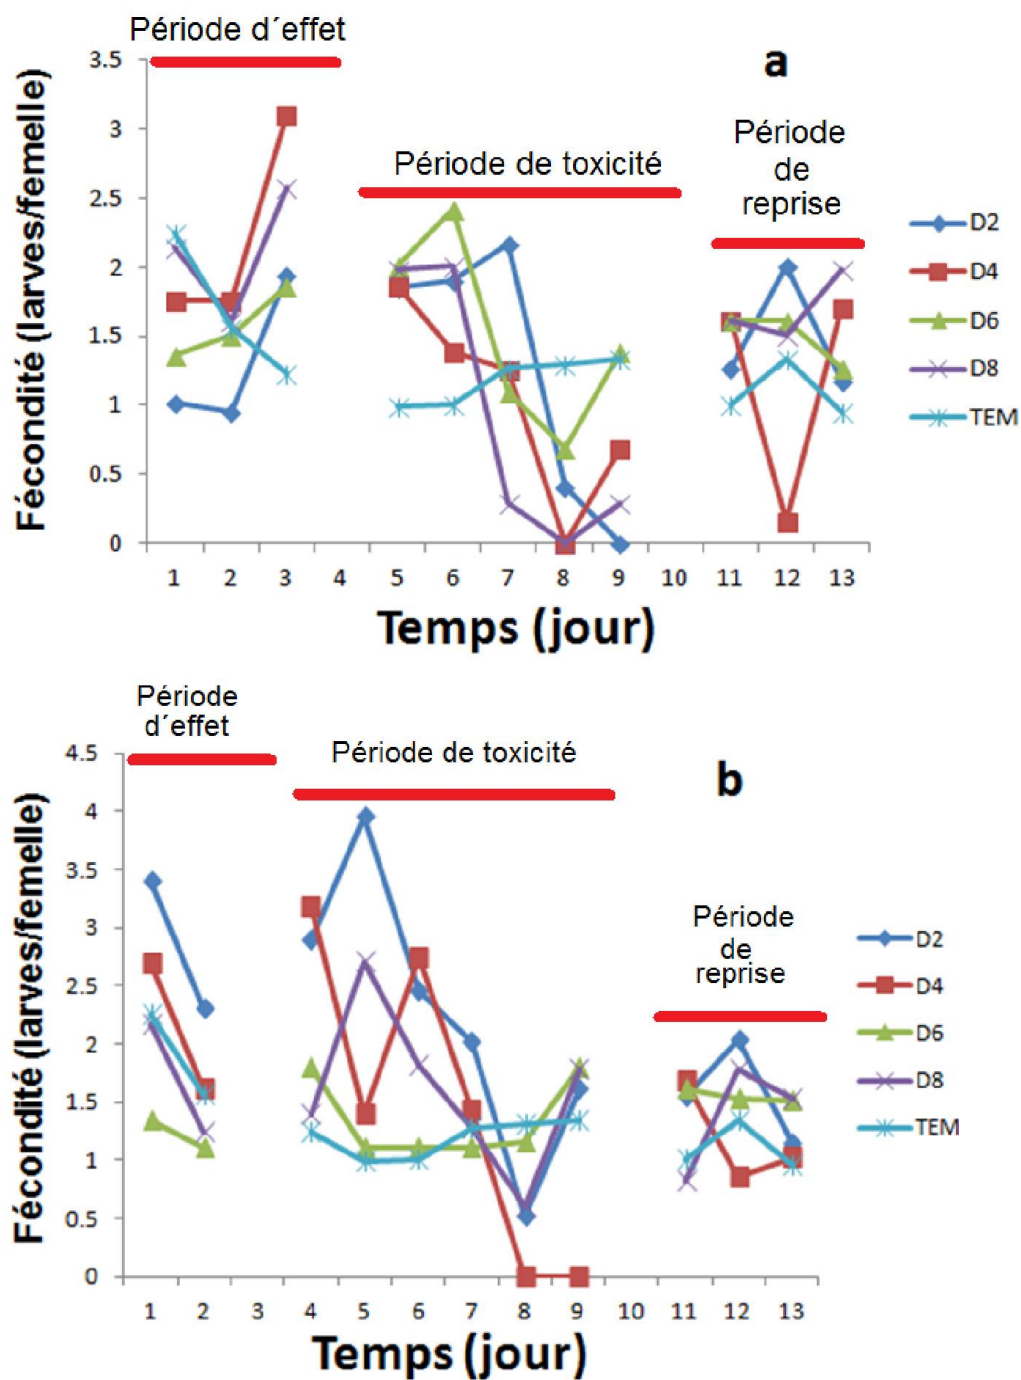 Période d´effet
a
3.5
3
2.5
2
1.5
1
0.5
0
Fécondité (larves/femelle)
Période de toxicité
Période
de
reprise
D2
D4
D6
D8
TEM
1 2 3 4 5 6 7 8 9 10 11 12 13
Temps (jour)
Période
d´effet
b
4.5
4
3.5
3
2.5
2
1.5
1
0.5
0
Fécondité (larves/femelle)
Période de toxicité
Période
de
reprise
D2
D4
D6
D8
TEM
1 2 3 4 5 6 7 8 9 10 11 12 13
Temps (jour)